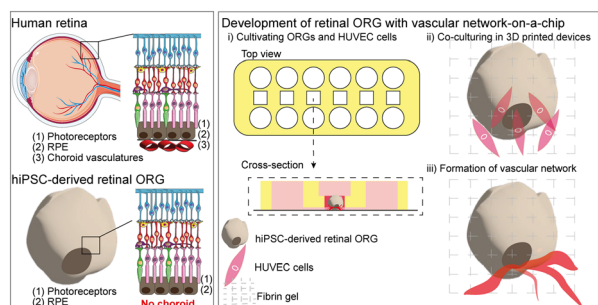 Human retina
(1)
(2)
(3)
(1) Photoreceptors
(2) RPE
(3) Choroid vasculatures
hiPSC-derived retinal ORG
(1)
(2)
(1) Photoreceptors
(2) RPE
No choroid
Development of retinal ORG with vascular network-on-a-chip
i) Cultivating ORGs and HUVEC cells
Top view
Cross-section
hiPSC-derived retinal ORG
HUVEC cells
Fibrin gel
ii) Co-culturing in 3D printed devices
iii) Formation of vascular network